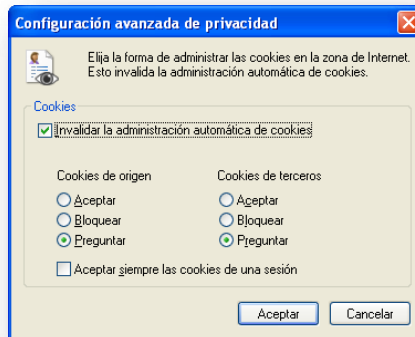 Configuración avanzada de privacidad
Elija la forma de administrar las cookies en la zona de Internet.
Esto invalida la administración automática de cookies.
Cookies
Invalidar la administración automática de cookies
Cookies de origen
Cookies de terceros
Aceptar
Aceptar
Bloquear
Bloquear
Preguntar
Preguntar
Aceptar siempre las cookies de una sesión
Aceptar
Cancelar